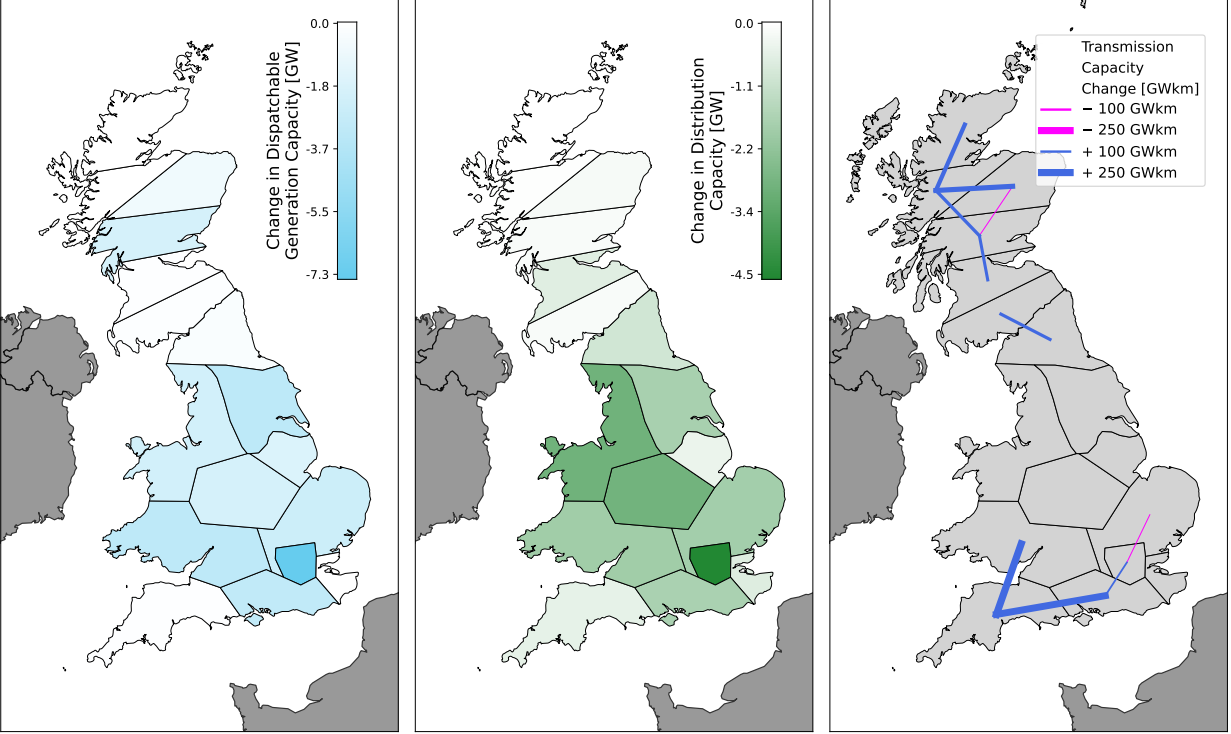 Change in Dispatchable
Generation Capacity [GW]
0.0
-1.8
-3.7
-5.5
-7.3
Change in Distribution
Capacity [GW]
0.0
-1.1
-2.2
-3.4
-4.5
Transmission
Capacity
Change [GWkm]
− 100 GWkm
− 250 GWkm
+ 100 GWkm
+ 250 GWkm